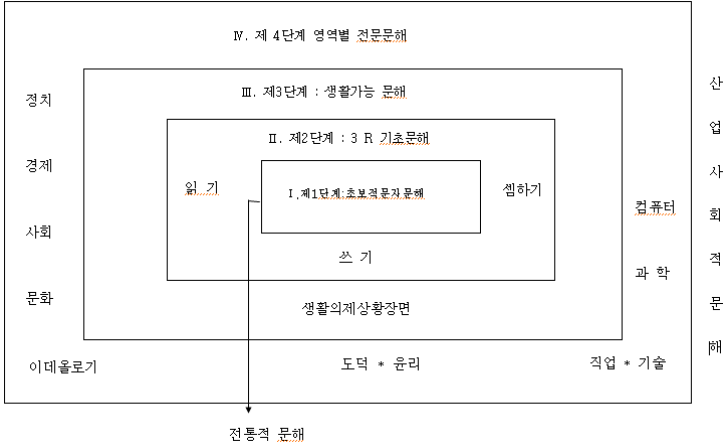 Ⅳ. 제 4단계 영역별 전문문해
Ⅲ. 제3단계 : 생활가능 문해
정치
Ⅱ. 제2단계 : 3 R 기초문해
경제
읽 기
Ⅰ.제1단계:초보적문자문해
셈하기
컴퓨터
사회
쓰 기
과 학
문화
생활의제상황장면
이데올로기
도덕 * 윤리
직업 * 기술
전통적 문해
산
업
사
회
적
문
해